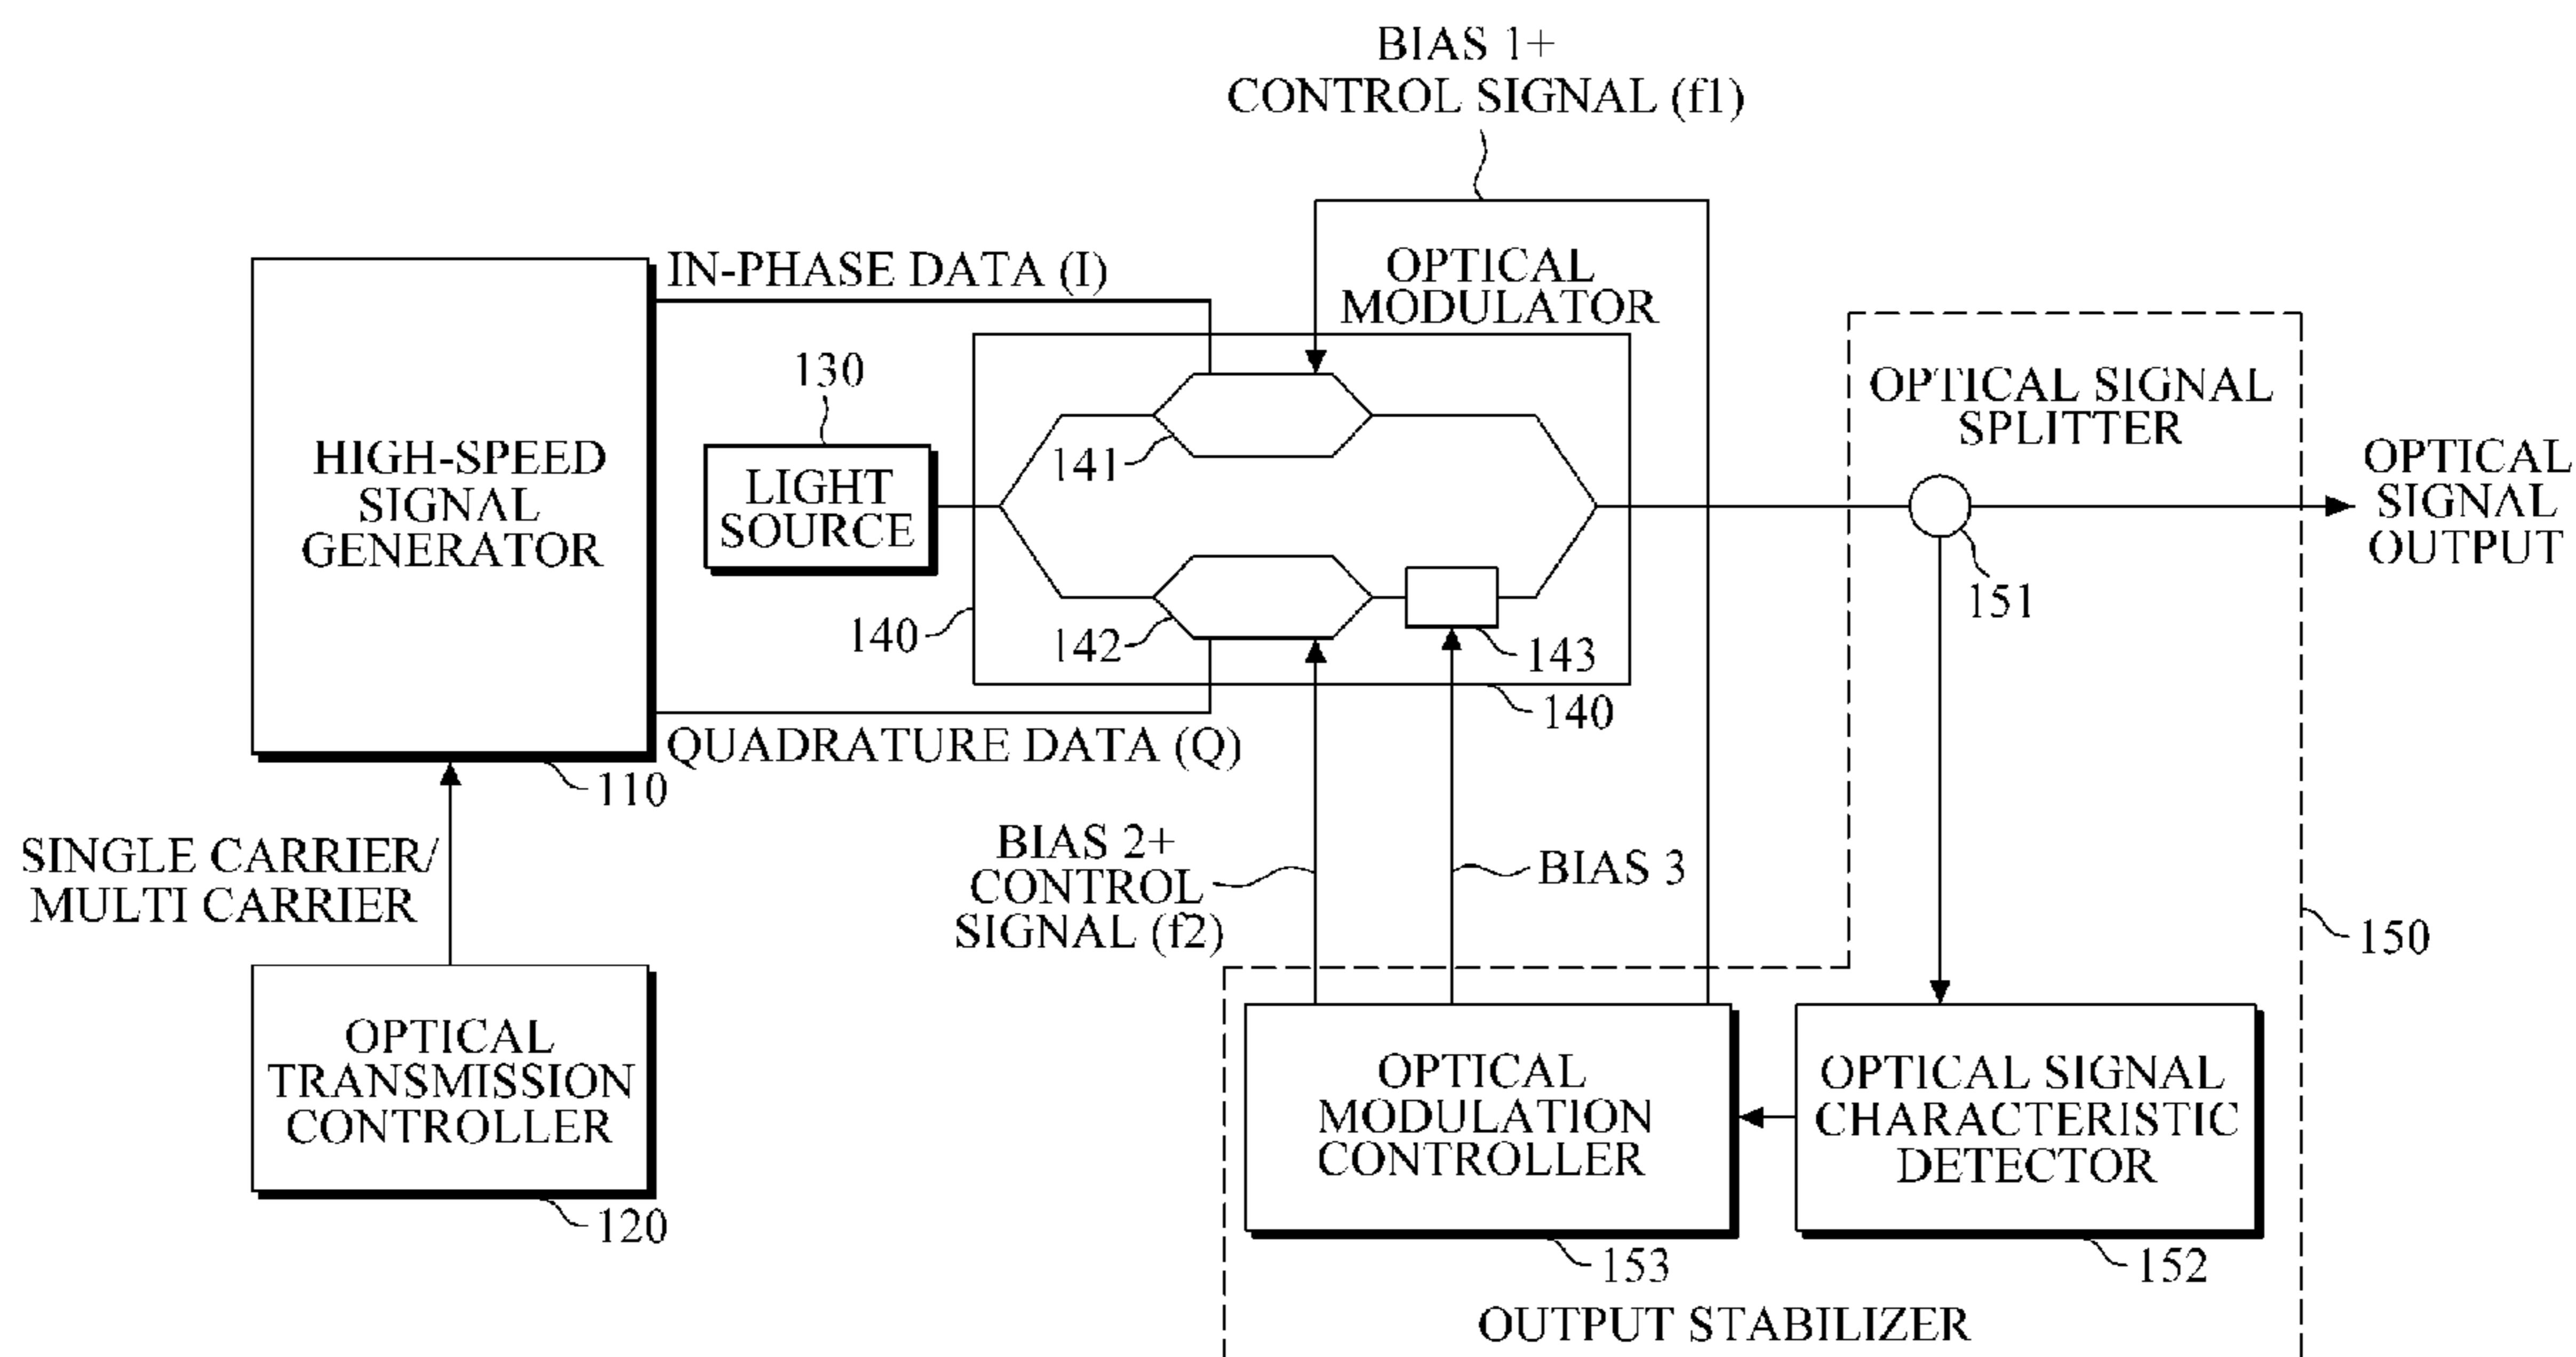 BIAS 1+
CONTROL SIGNAL (f1)
IN-PHASE DATA (I)
OPTICAL
MODULATOR
130
OPTICAL SIGNAL
SPLITTER
HIGH-SPEED
SIGNAL
GENERATOR
LIGHT
SOURCE
141
OPTICAL
SIGNAL
OUTPUT
151
140
142
143
140
QUADRATURE DATA (Q)
110
SINGLE CARRIER/
MULTI CARRIER
BIAS 2+
CONTROL
SIGNAL (f2)
BIAS 3
150
OPTICAL
TRANSMISSION
CONTROLLER
120
OPTICAL
MODULATION
CONTROLLER
153
OPTICAL SIGNAL
CHARACTERISTIC
DETECTOR
152
OUTPUT STABILIZER